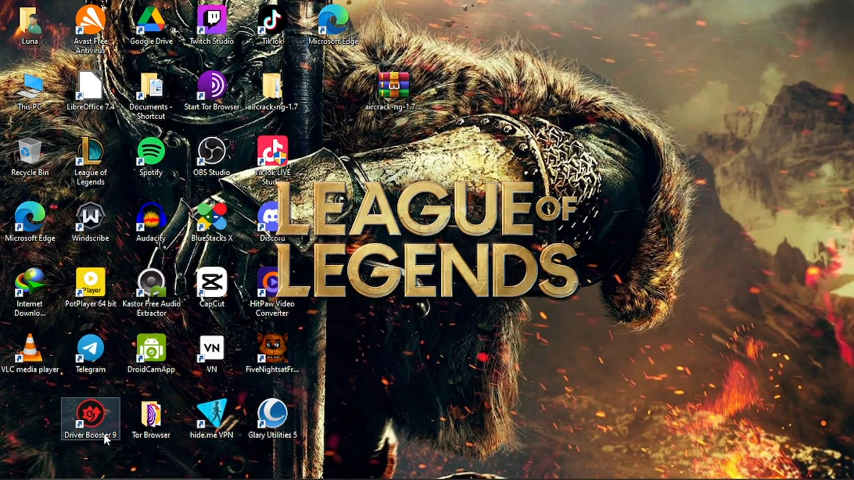 Luna
Avast Free
Antivirus
Google Drive
Twitch Studio
TikTok
Microsoft Edge
This PC
LibreOffice 7.4
Documents -
Shortcut
Start Tor Browser
aircrack-ng-1.7
aircrack-ng-1.7...
Recycle Bin
League of
Legends
Spotify
OBS Studio
TikTok LIVE
Studio
Microsoft Edge
Windscribe
Audacity
BlueStacks X
Discord
LEAGUE OF
LEGENDS
Internet
Downlo...
Player
PotPlayer 64 bit
Kastor Free Audio
Extractor
CapCut
HitPaw Video
Converter
VLC media player
Telegram
DroidCamApp
VN
VN
FiveNightsatFr...
Driver Booster 9
Tor Browser
hide.me VPN
Glary Utilities 5